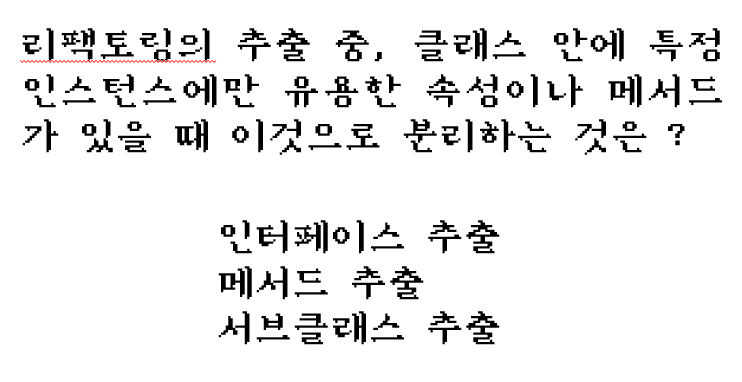 리팩토링의 추출 중, 클래스 안에 특정
인스턴스에만 유용한 속성이나 메서드
가 있을 때 이것으로 분리하는 것은 ?
인터페이스 추출
메서드 추출
서브클래스 추출